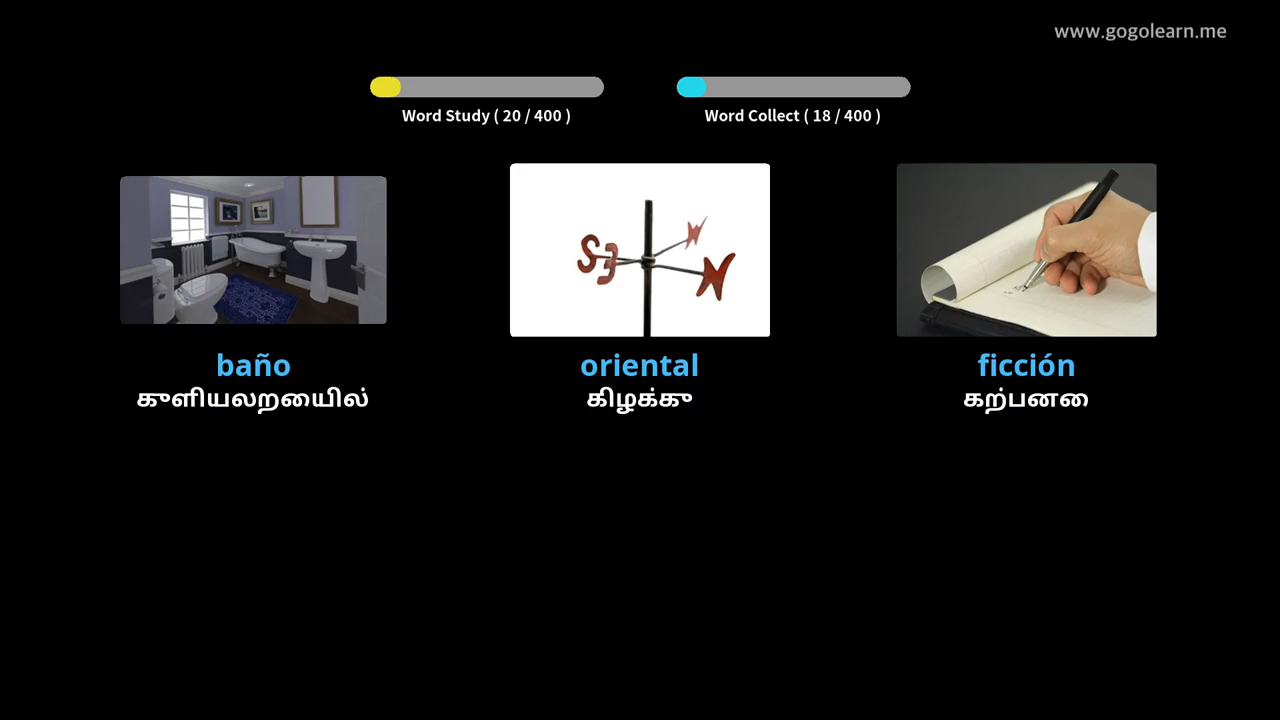 www.gogolearn.me
Word Study ( 20 / 400 )
Word Collect ( 18 / 400 )
S E N W
baño
குளியலறையில்
oriental
கிழக்கு
ficción
கற்பனை